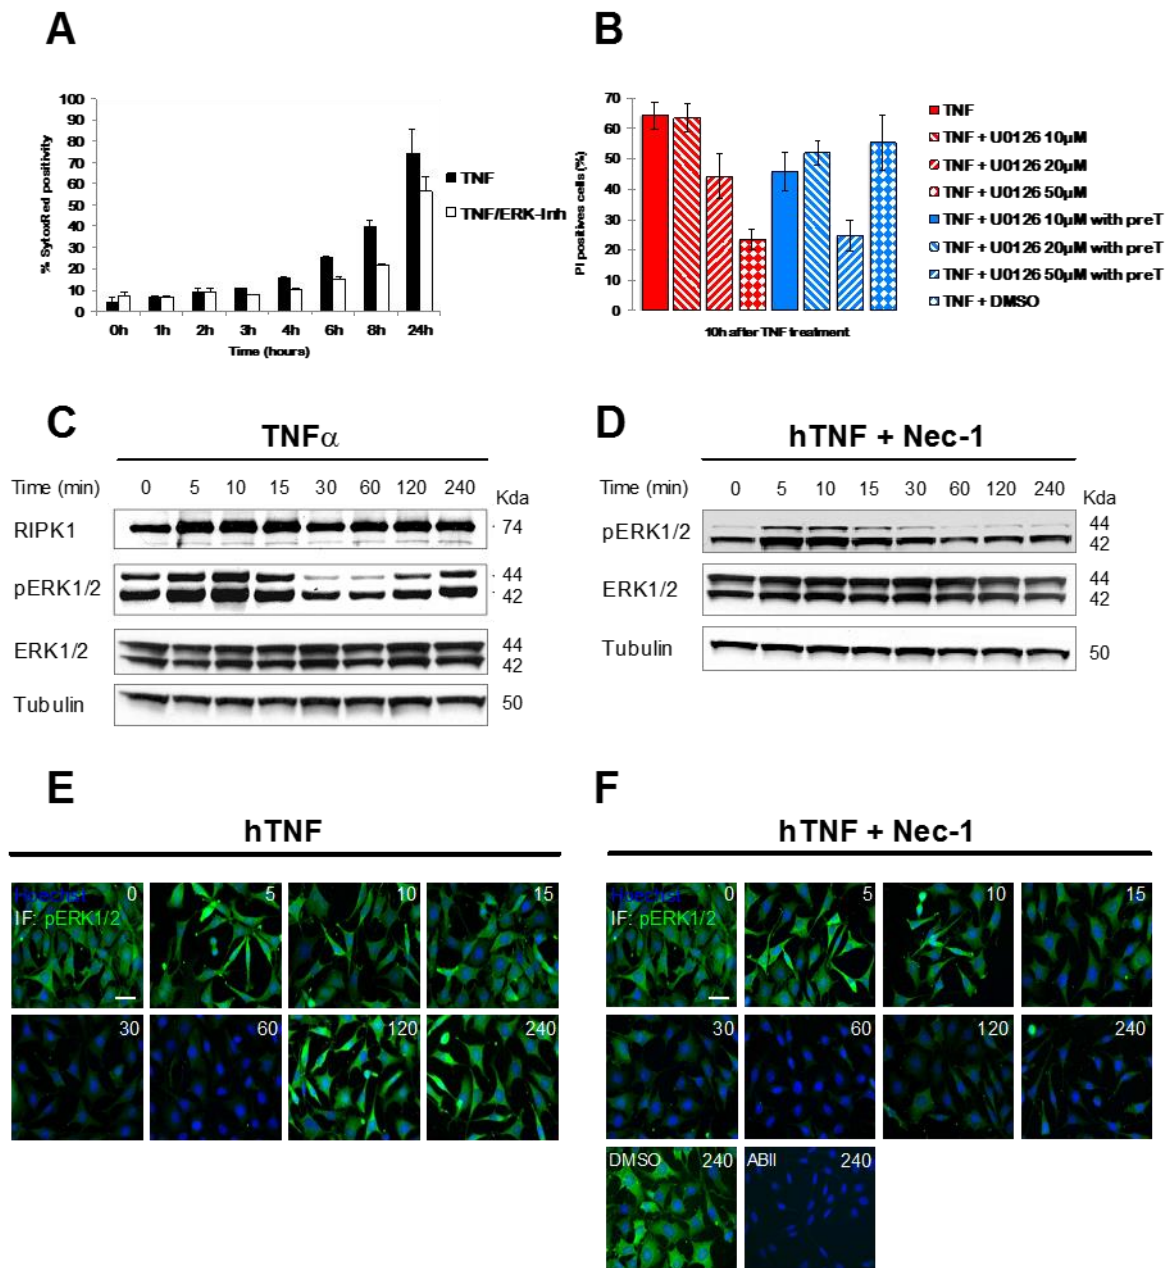 A
% SytoxRed positivity
100
90
80
70
60
50
40
30
20
10
0
0h 1h 2h 3h 4h 6h 8h 24h
Time (hours)
TNF
TNF/ERK-Inh
B
PI positives cells (%)
70
60
50
40
30
20
10
0
10h after TNF treatment
TNF
TNF + U0126 10µM
TNF + U0126 20µM
TNF + U0126 50µM
TNF + U0126 10µM with preT
TNF + U0126 20µM with preT
TNF + U0126 50µM with preT
TNF + DMSO
C
TNFα
Time (min) 0 5 10 15 30 60 120 240
Kda
RIPK1 74
pERK1/2 44
42
ERK1/2 44
42
Tubulin 50
D
hTNF + Nec-1
Time (min) 0 5 10 15 30 60 120 240
Kda
pERK1/2 44
42
ERK1/2 44
42
Tubulin 50
E
hTNF
Hoechst 0 5 10 15
IF: pERK1/2
30 60 120 240
F
hTNF + Nec-1
Hoechst 0 5 10 15
IF: pERK1/2
30 60 120 240
DMSO 240 ABII 240